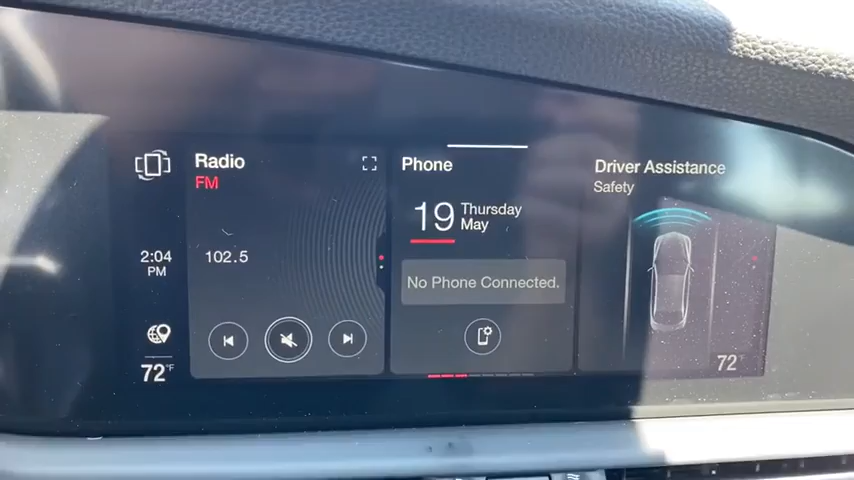 Radio
FM
102.5
2:04
PM
72°F
Phone
19 Thursday
May
No Phone Connected.
Driver Assistance
Safety
72°F